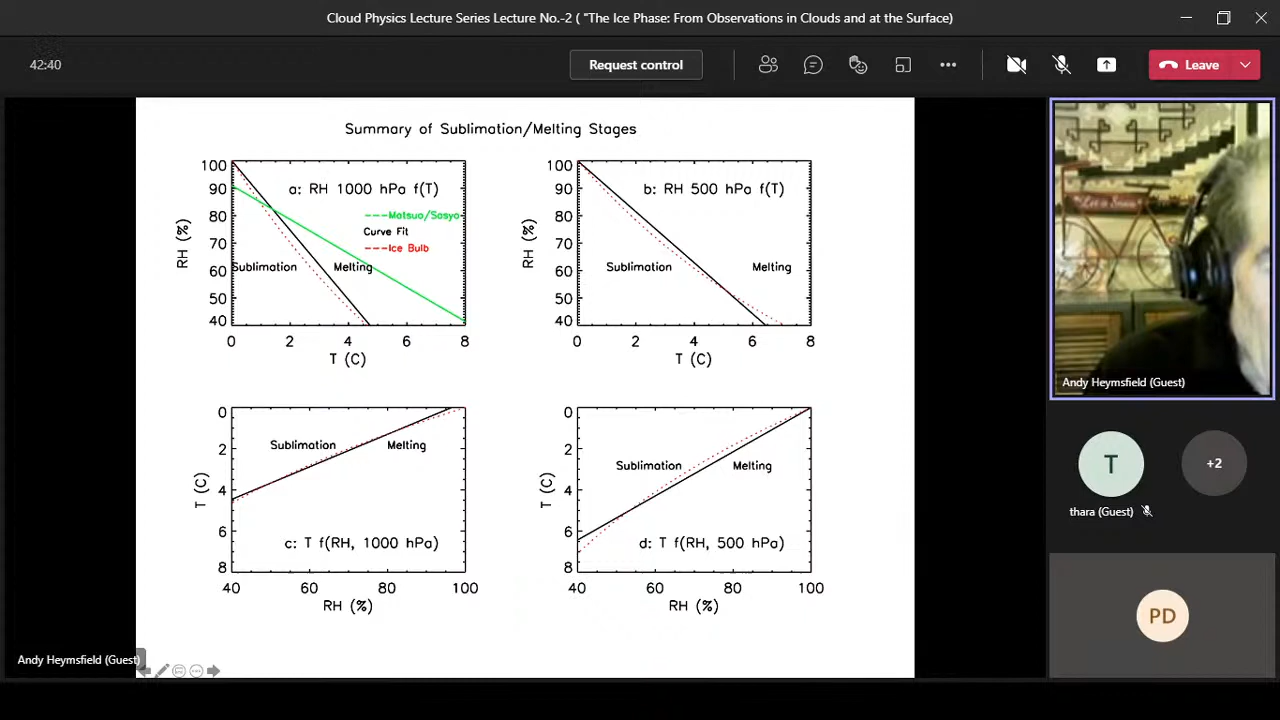 Cloud Physics Lecture Series Lecture No.-2 ( "The Ice Phase: From Observations in Clouds and at the Surface)
42:40
Request control
Leave
Summary of Sublimation/Melting Stages
100
90
80
70
60
50
40
RH (%)
a: RH 1000 hPa f(T)
Matsuo/Sasyo
Curve Fit
Ice Bulb
Sublimation
Melting
0 2 4 6 8
T (C)
100
90
80
70
60
50
40
RH (%)
b: RH 500 hPa f(T)
Sublimation
Melting
0 2 4 6 8
T (C)
0
2
4
6
8
T (C)
Sublimation
Melting
c: T f(RH, 1000 hPa)
40 60 80 100
RH (%)
0
2
4
6
8
T (C)
Sublimation
Melting
d: T f(RH, 500 hPa)
40 60 80 100
RH (%)
Andy Heymsfield (Guest)
Andy Heymsfield (Guest)
T
+2
thara (Guest)
PD